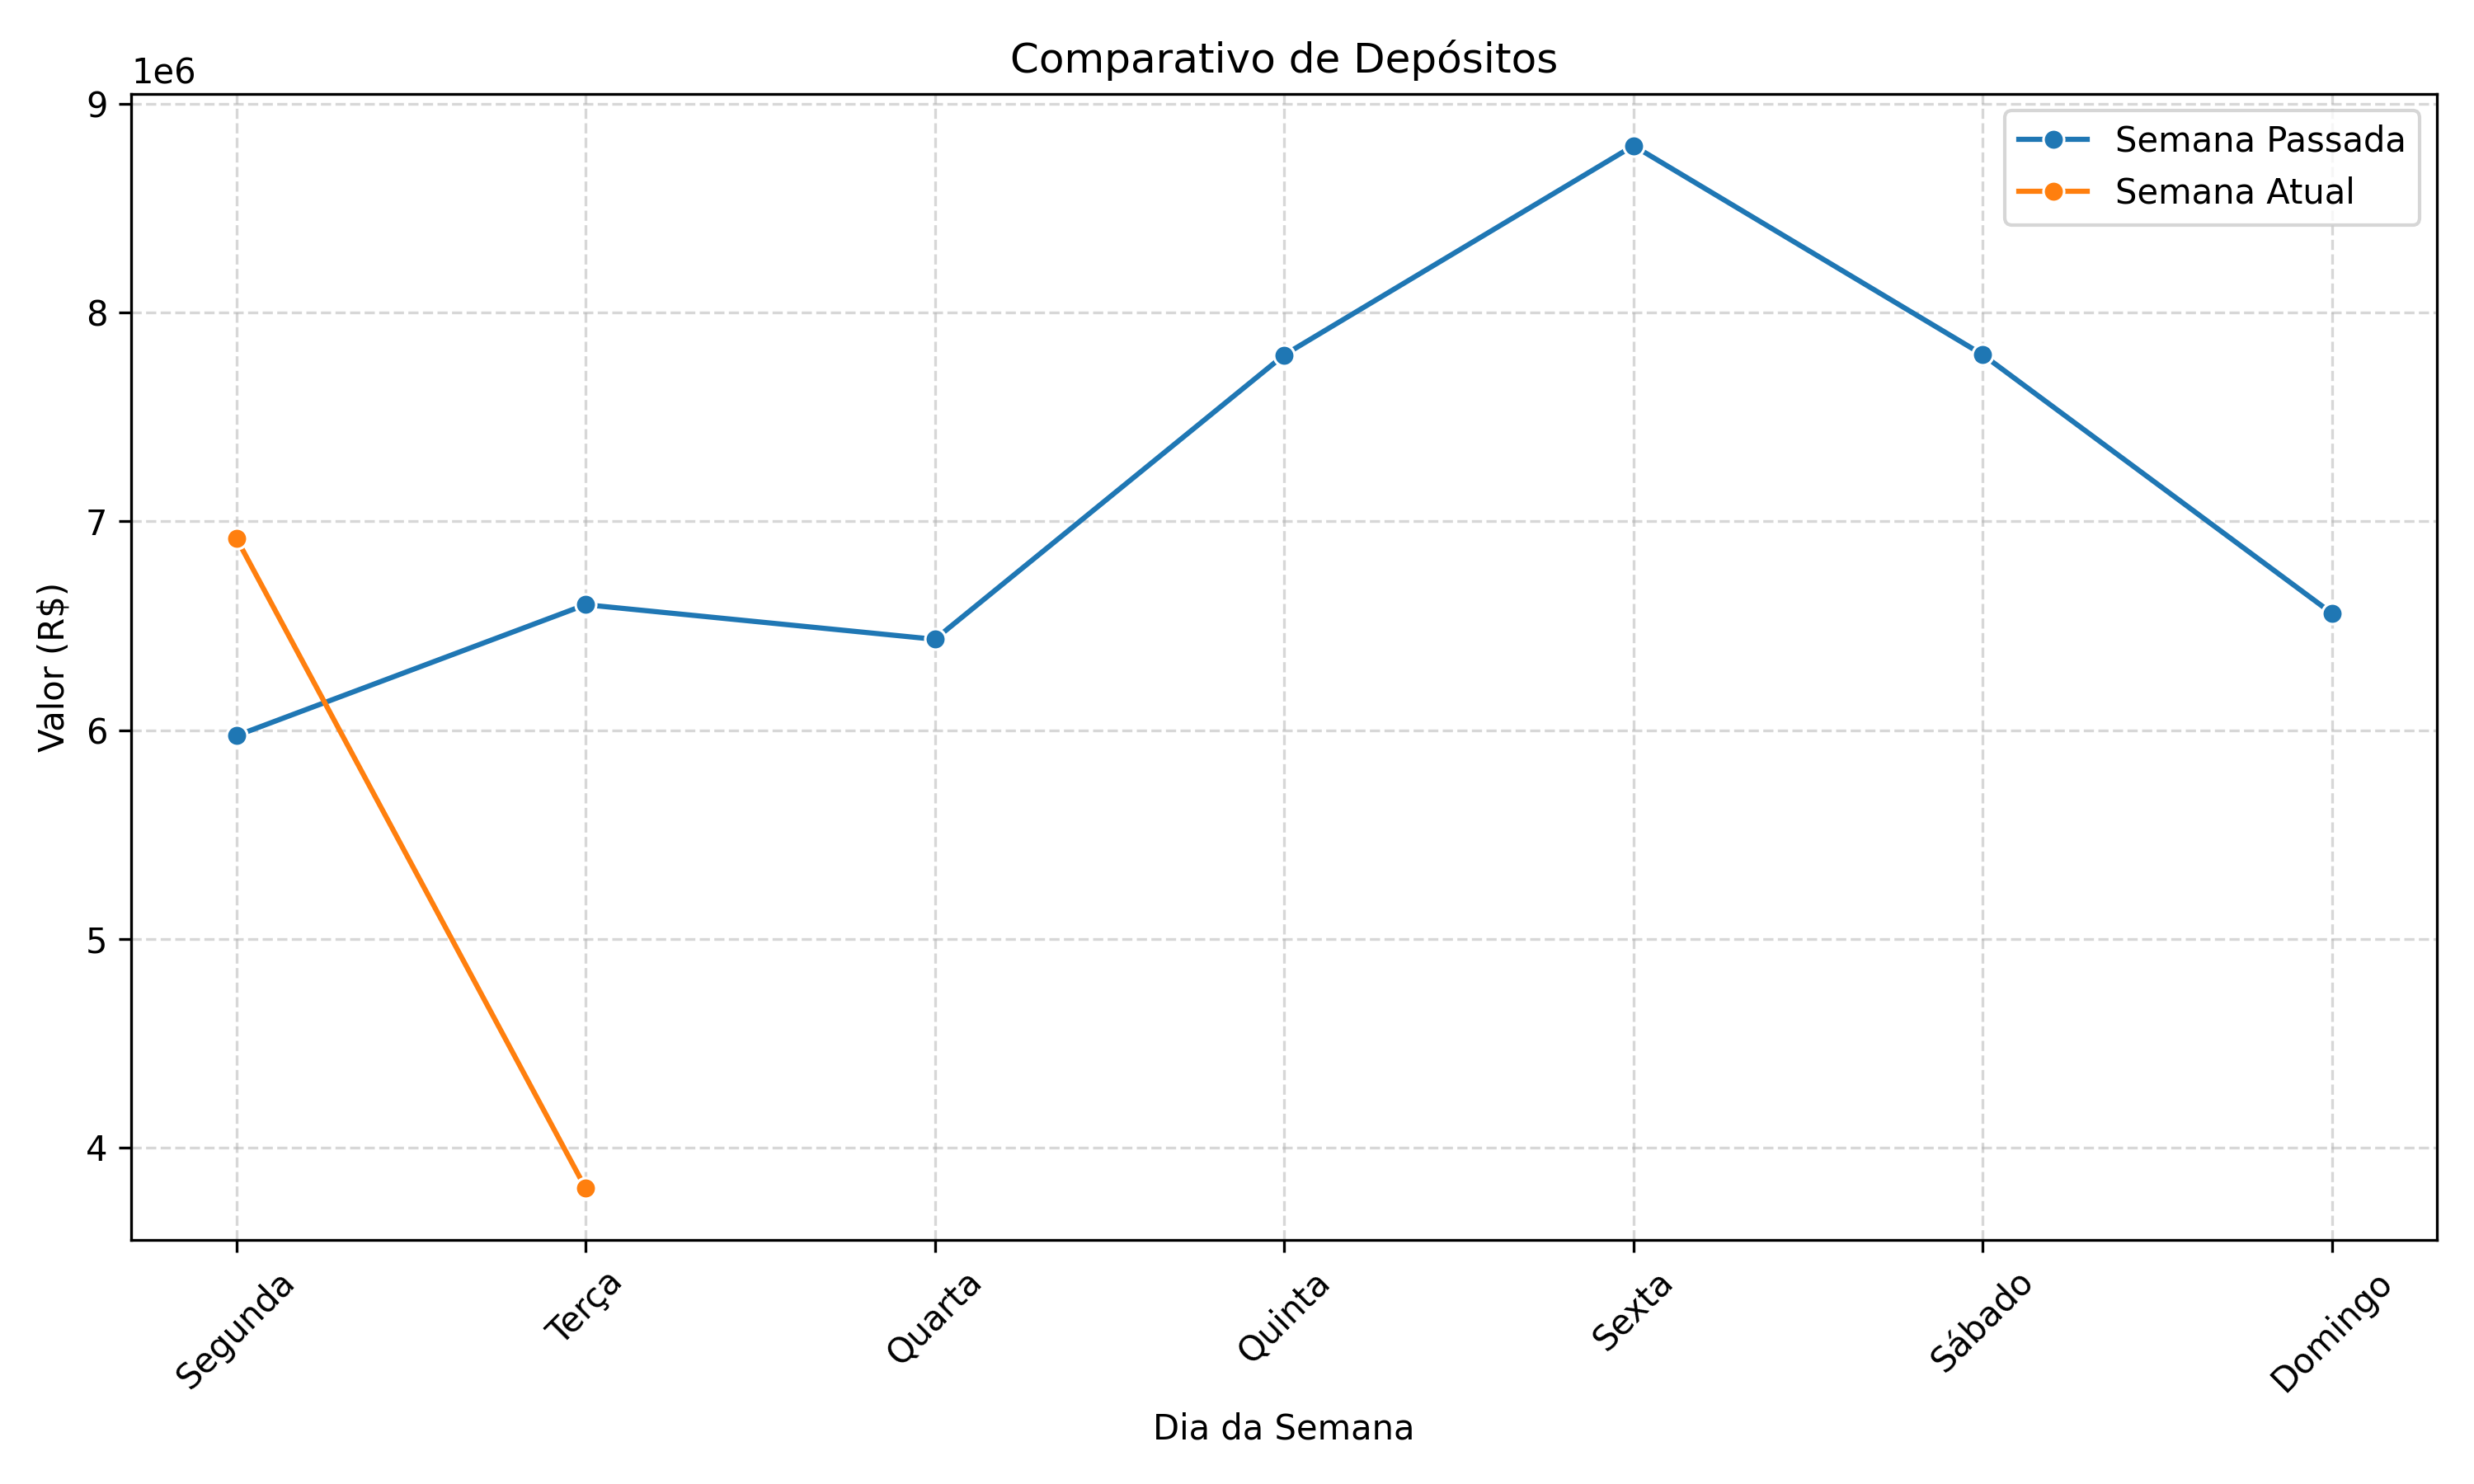 Comparativo de Depósitos
1e6
9
8
7
6
5
4
Valor (R$)
Semana Passada
Semana Atual
Segunda
Terça
Quarta
Quinta
Sexta
Sábado
Domingo
Dia da Semana